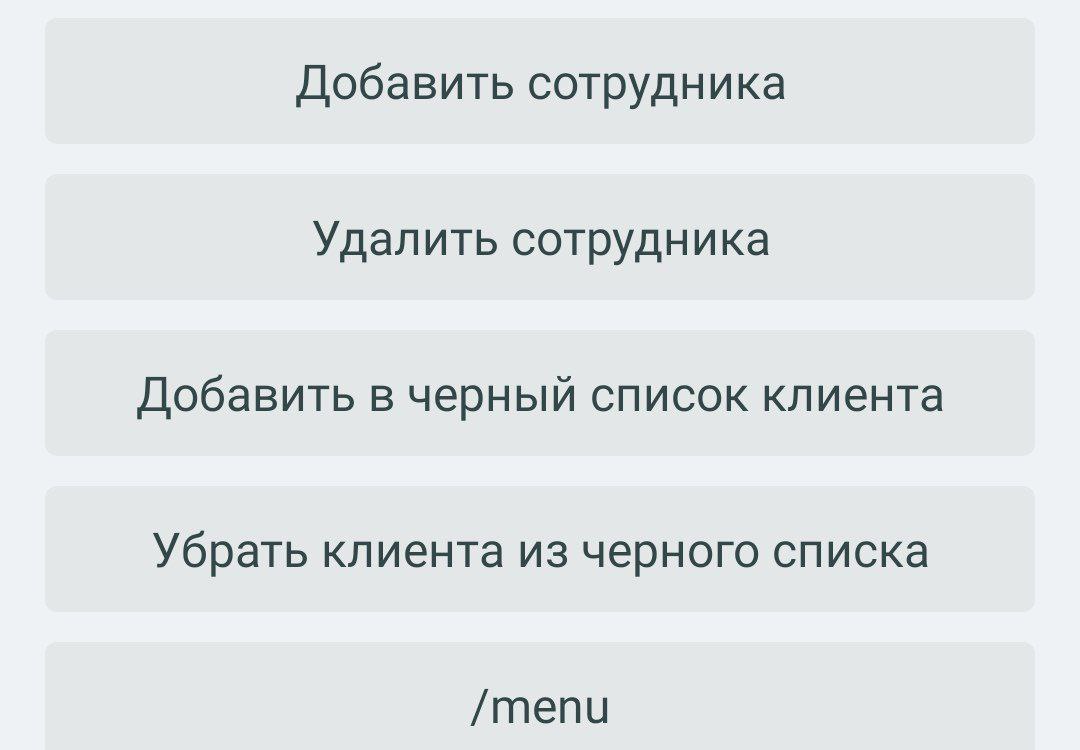 Добавить сотрудника
Удалить сотрудника
Добавить в черный список клиента
Убрать клиента из черного списка
/menu